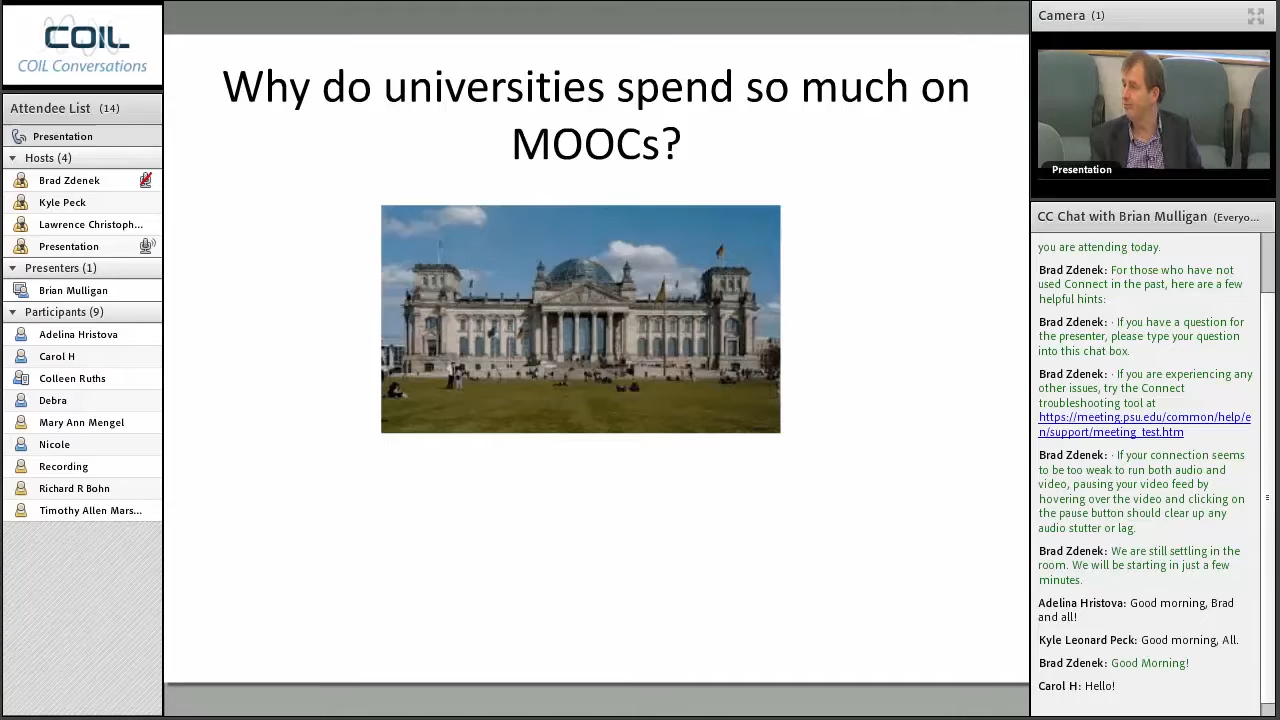 COIL
COIL Conversations
Attendee List (14)
Presentation
Hosts (4)
Brad Zdenek
Kyle Peck
Lawrence Christoph...
Presentation
Presenters (1)
Brian Mulligan
Participants (9)
Adelina Hristova
Carol H
Colleen Ruths
Debra
Mary Ann Mengel
Nicole
Recording
Richard R Bohn
Timothy Allen Mars...
Why do universities spend so much on
MOOCs?
Camera (1)
Presentation
CC Chat with Brian Mulligan (Everyo...
you are attending today.
Brad Zdenek: For those who have not
used Connect in the past, here are a few
helpful hints:
Brad Zdenek: · If you have a question for
the presenter, please type your question
into this chat box.
Brad Zdenek: · If you are experiencing any
other issues, try the Connect
troubleshooting tool at
https://meeting.psu.edu/common/help/e
n/support/meeting_test.htm
Brad Zdenek: · If your connection seems
to be too weak to run both audio and
video, pausing your video feed by
hovering over the video and clicking on
the pause button should clear up any
audio stutter or lag.
Brad Zdenek: We are still settling in the
room. We will be starting in just a few
minutes.
Adelina Hristova: Good morning, Brad
and all!
Kyle Leonard Peck: Good morning, All.
Brad Zdenek: Good Morning!
Carol H: Hello!